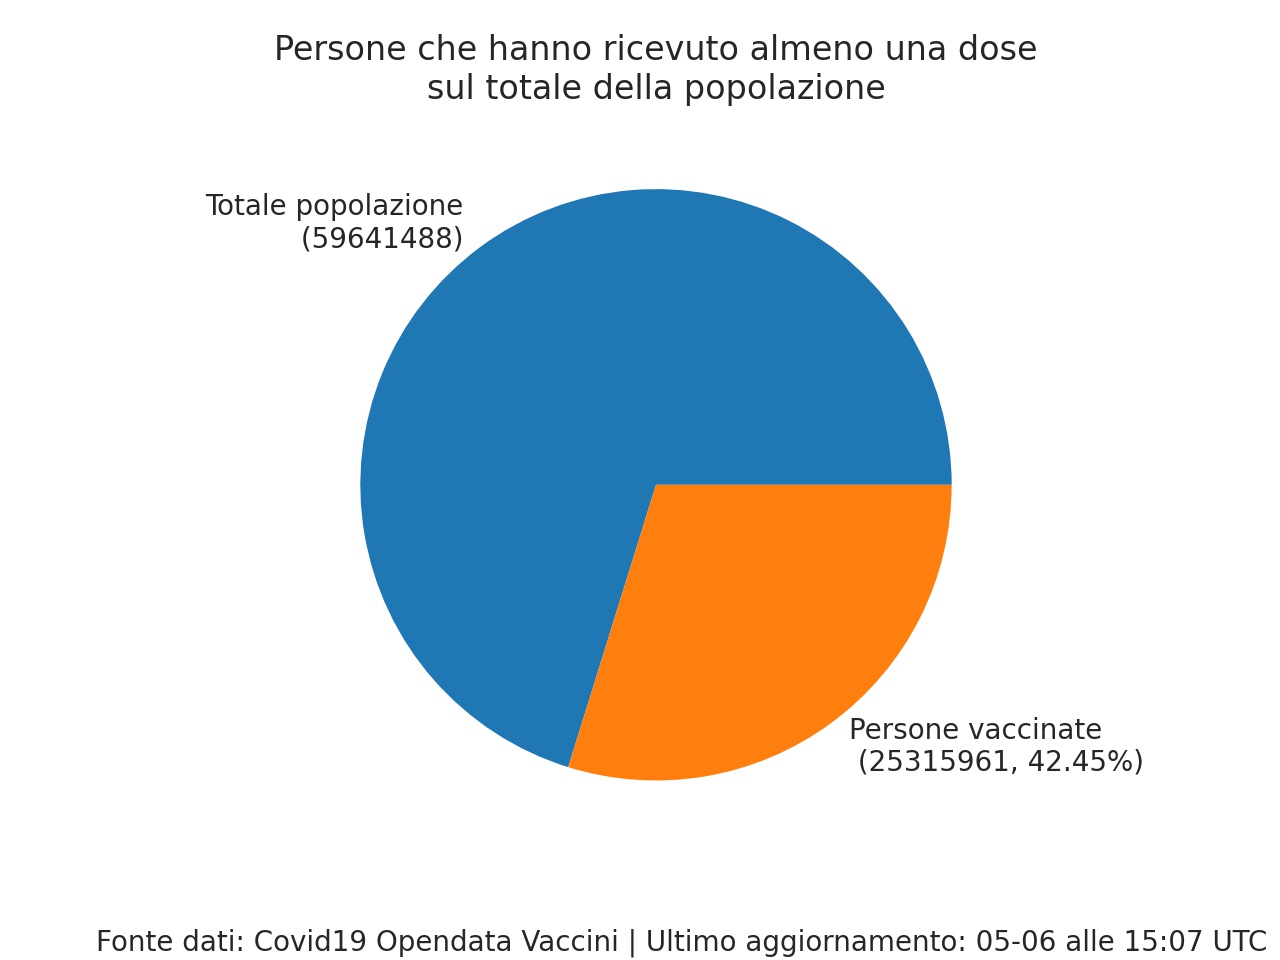 Persone che hanno ricevuto almeno una dose
sul totale della popolazione
Totale popolazione
(59641488)
Persone vaccinate
(25315961, 42.45%)
Fonte dati: Covid19 Opendata Vaccini | Ultimo aggiornamento: 05-06 alle 15:07 UTC